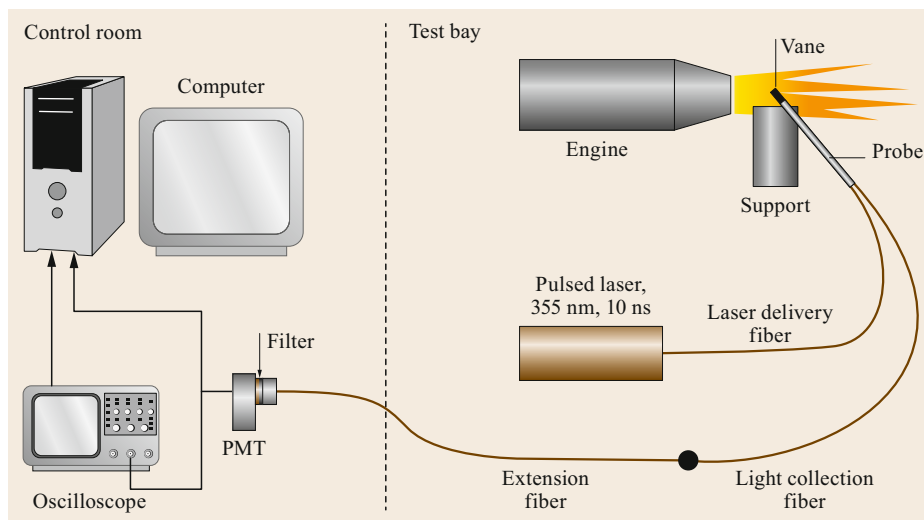 Control room
Computer
Filter
PMT
Oscilloscope
Test bay
Vane
Engine
Probe
Support
Pulsed laser,
355 nm, 10 ns
Laser delivery
fiber
Extension
fiber
Light collection
fiber